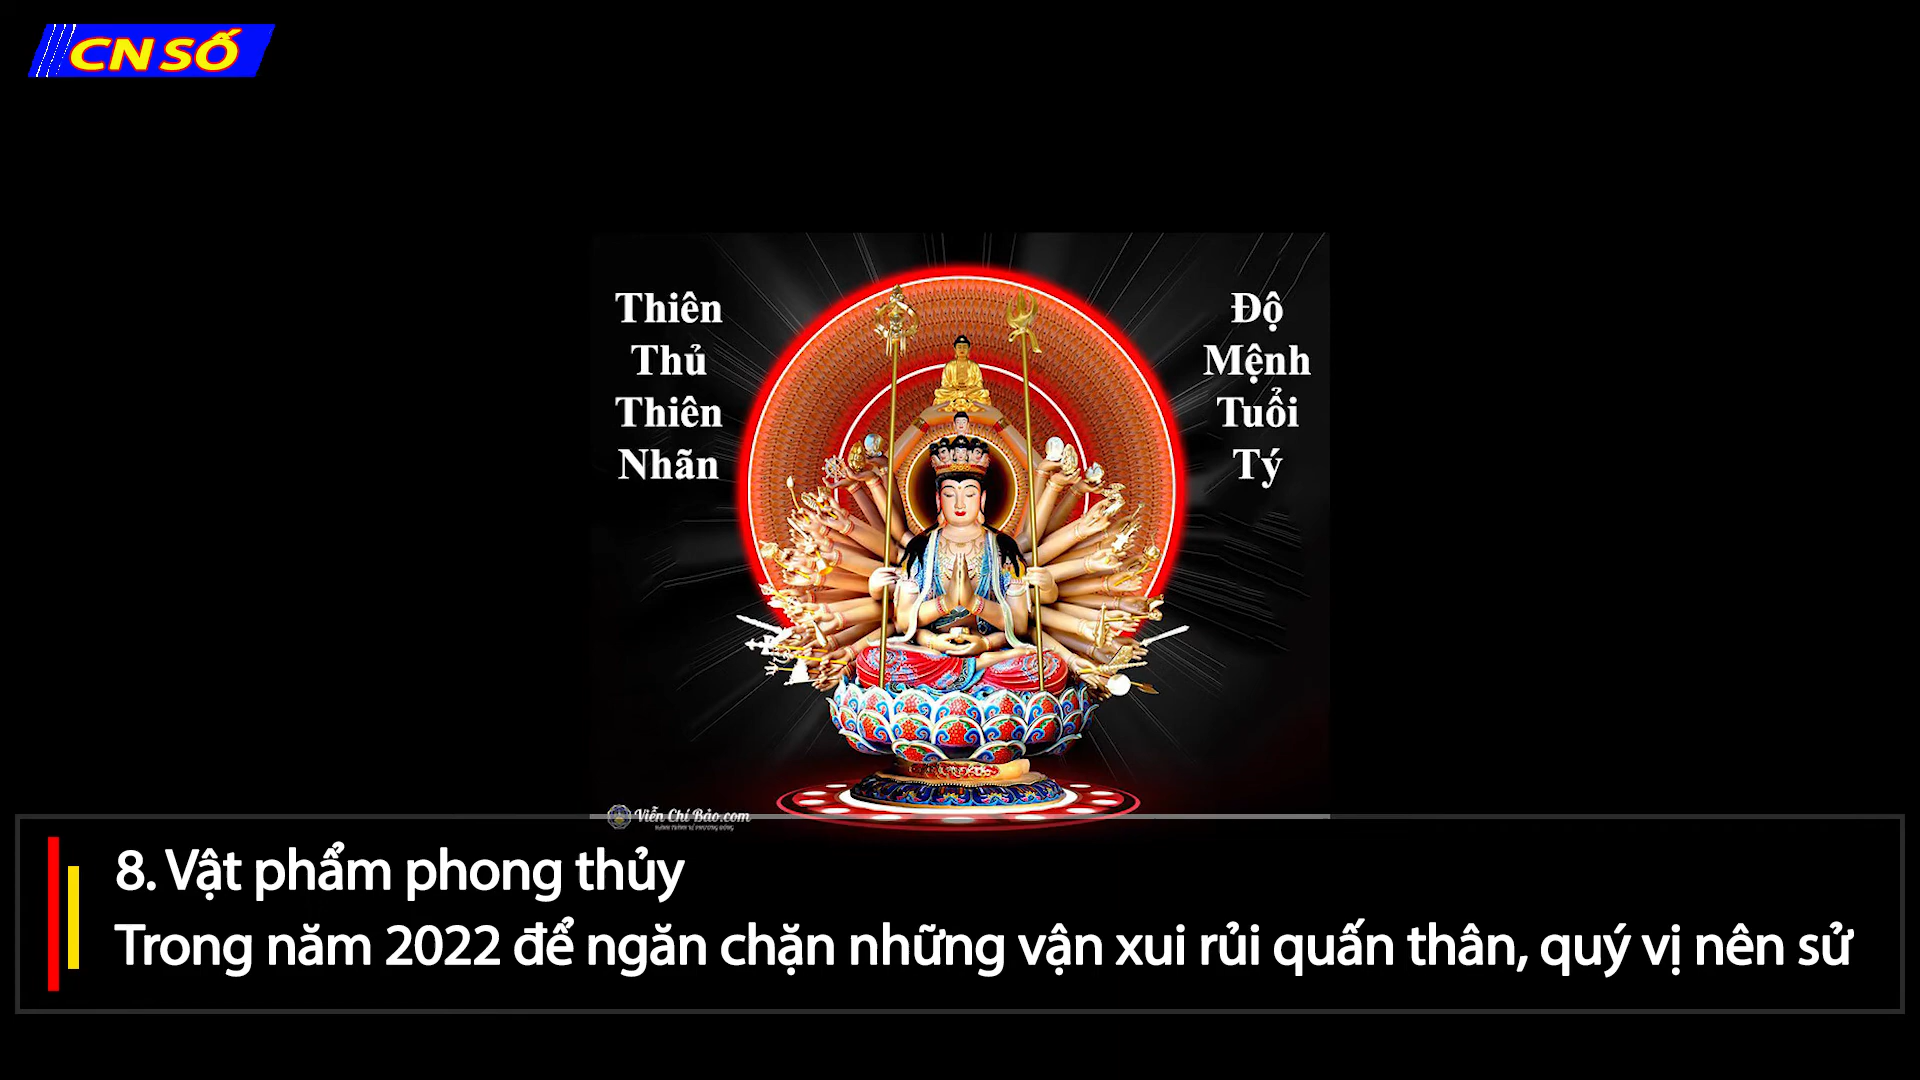 CN SỐ
Thiên
Thủ
Thiên
Nhãn
Độ
Mệnh
Tuổi
Tý
Viễn Chí Bảo.com
8. Vật phẩm phong thủy
Trong năm 2022 để ngăn chặn những vận xui rủi quấn thân, quý vị nên sử